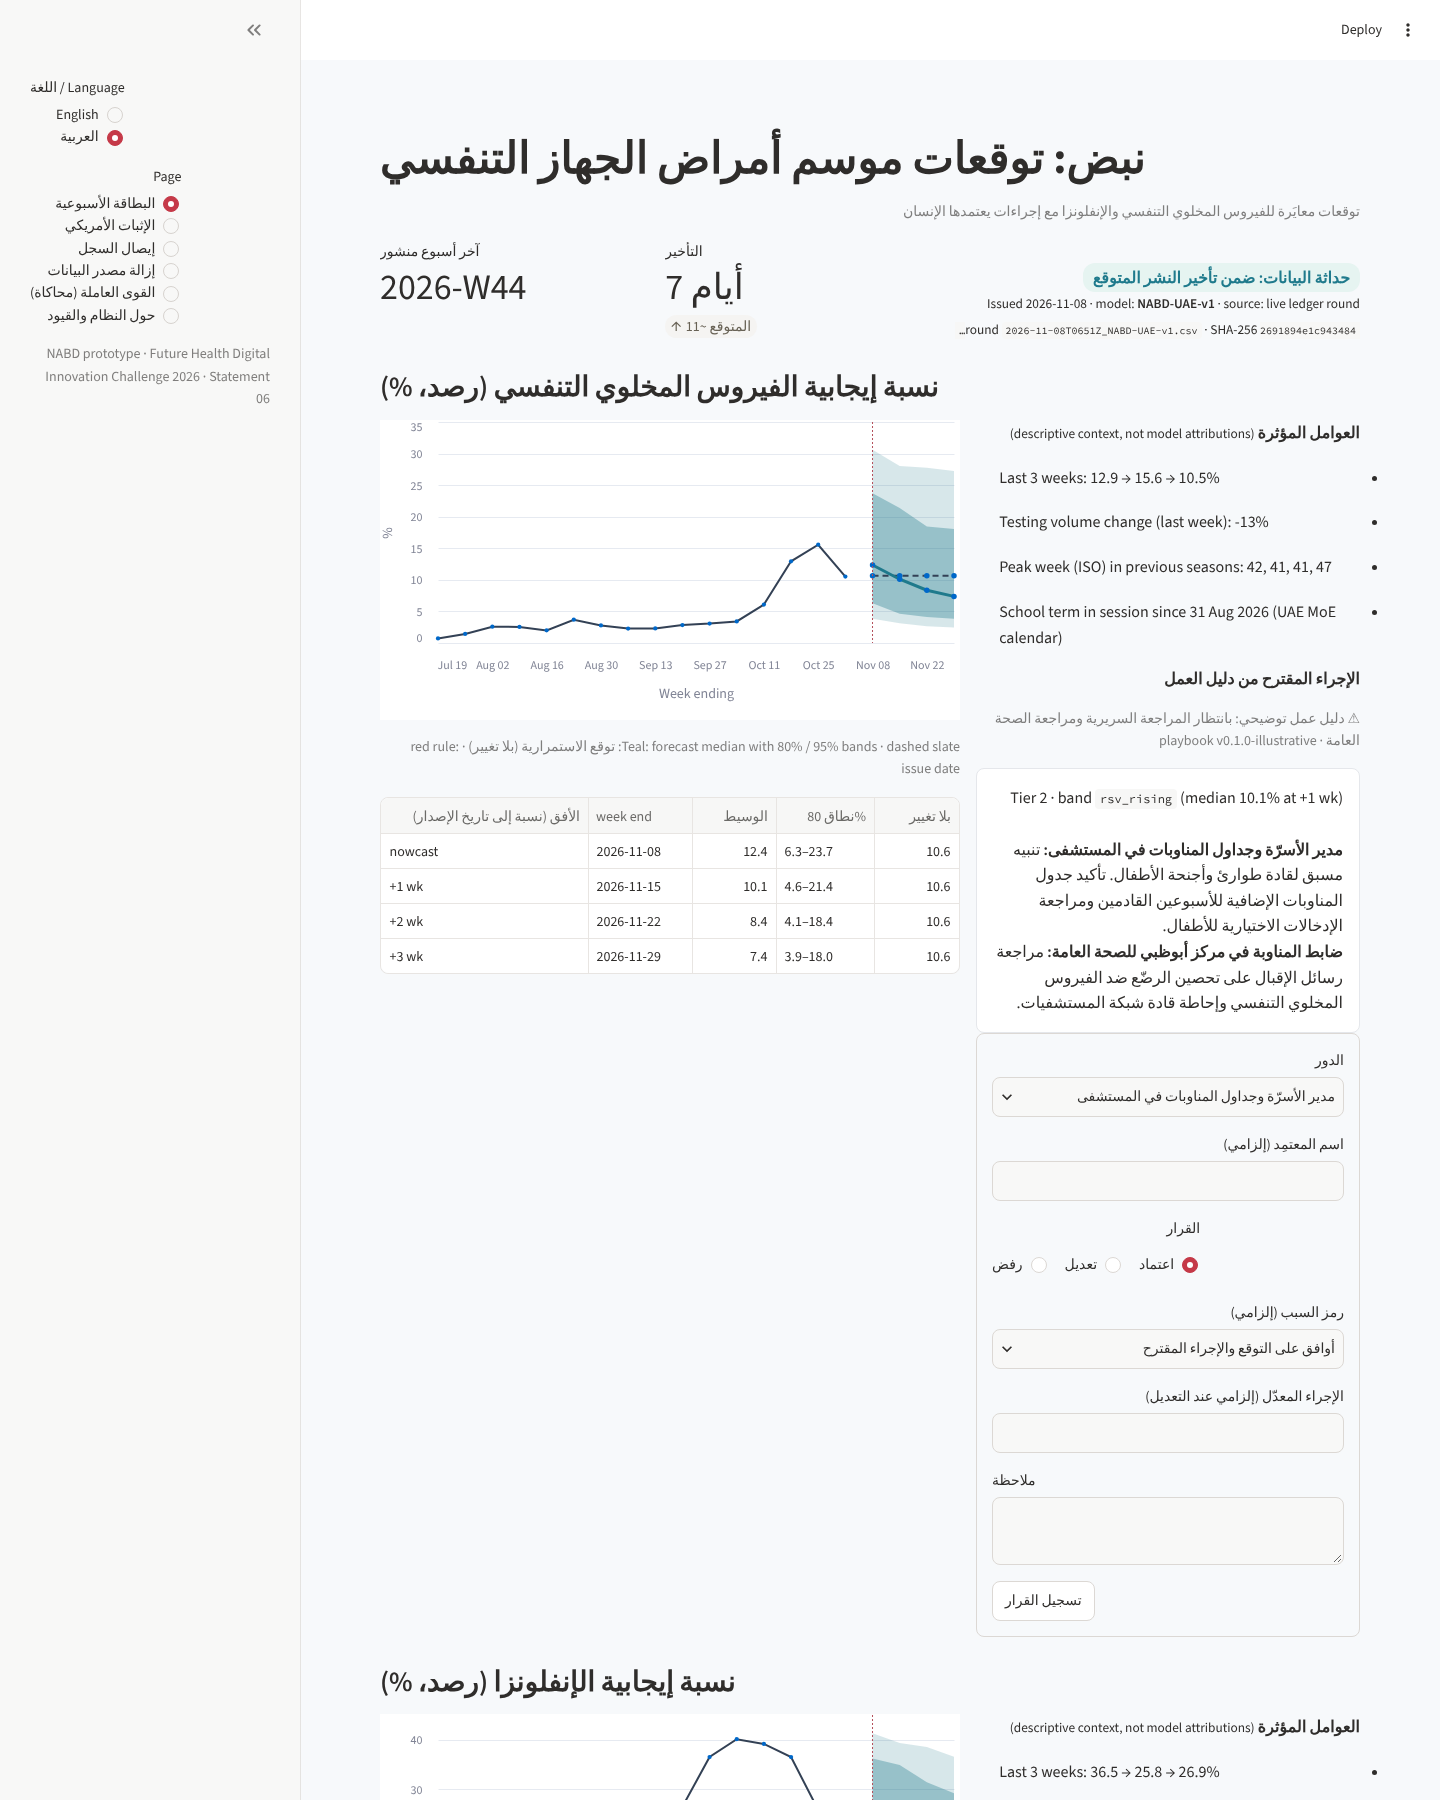 Deploy
اللغة / Language
English
العربية
Page
البطاقة الأسبوعية
الإثبات الأمريكي
إيصال السجل
إزالة مصدر البيانات
القوى العاملة (محاكاة)
حول النظام والقيود
NABD prototype · Future Health Digital
Innovation Challenge 2026 · Statement
06
نبض: توقعات موسم أمراض الجهاز التنفسي
توقعات معايَرة للفيروس المخلوي التنفسي والإنفلونزا مع إجراءات يعتمدها الإنسان
حداثة البيانات: ضمن تأخير النشر المتوقع
Issued 2026-11-08 · model: NABD-UAE-v1 · source: live ledger round
…round 2026-11-08T0651Z_NABD-UAE-v1.csv · SHA-256 2691894e1c943484
التأخير
7 أيام
↑ المتوقع ~11
آخر أسبوع منشور
2026-W44
نسبة إيجابية الفيروس المخلوي التنفسي (رصد، %)
العوامل المؤثرة (descriptive context, not model attributions)
Last 3 weeks: 12.9 → 15.6 → 10.5%
Testing volume change (last week): -13%
Peak week (ISO) in previous seasons: 42, 41, 41, 47
School term in session since 31 Aug 2026 (UAE MoE
calendar)
الإجراء المقترح من دليل العمل
⚠ دليل عمل توضيحي: بانتظار المراجعة السريرية ومراجعة الصحة
العامة · playbook v0.1.0-illustrative
Tier 2 · band rsv_rising (median 10.1% at +1 wk)
مدير الأسرّة وجداول المناوبات في المستشفى: تنبيه
مسبق لقادة طوارئ وأجنحة الأطفال. تأكيد جدول
المناوبات الإضافية للأسبوعين القادمين ومراجعة
الإدخالات الاختيارية للأطفال.
ضابط المناوبة في مركز أبوظبي للصحة العامة: مراجعة
رسائل الإقبال على تحصين الرضّع ضد الفيروس
المخلوي التنفسي وإحاطة قادة شبكة المستشفيات.
الدور
مدير الأسرّة وجداول المناوبات في المستشفى
اسم المعتمِد (إلزامي)
القرار
اعتماد
تعديل
رفض
رمز السبب (إلزامي)
أوافق على التوقع والإجراء المقترح
الإجراء المعدّل (إلزامي عند التعديل)
ملاحظة
تسجيل القرار
35
30
25
20
15
10
5
0
%
Jul 19 Aug 02 Aug 16 Aug 30 Sep 13 Sep 27 Oct 11 Oct 25 Nov 08 Nov 22
Week ending
Teal: forecast median with 80% / 95% bands · dashed slate: توقع الاستمرارية (بلا تغيير) · red rule:
issue date
الأفق (نسبة إلى تاريخ الإصدار) week end الوسيط نطاق 80% بلا تغيير
nowcast 2026-11-08 12.4 6.3–23.7 10.6
+1 wk 2026-11-15 10.1 4.6–21.4 10.6
+2 wk 2026-11-22 8.4 4.1–18.4 10.6
+3 wk 2026-11-29 7.4 3.9–18.0 10.6
نسبة إيجابية الإنفلونزا (رصد، %)
العوامل المؤثرة (descriptive context, not model attributions)
Last 3 weeks: 36.5 → 25.8 → 26.9%
40
30